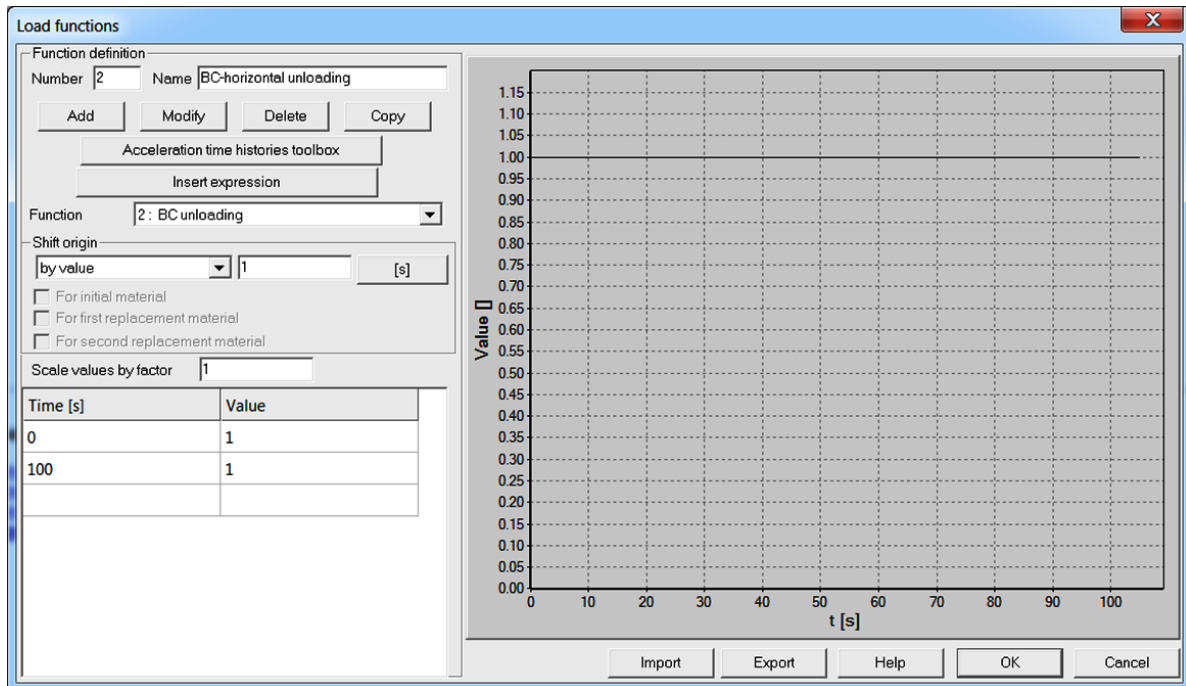 Load functions
Function definition
Number 2 Name BC-horizontal unloading
Add Modify Delete Copy
Acceleration time histories toolbox
Insert expression
Function 2 : BC unloading
Shift origin
by value 1 [s]
For initial material
For first replacement material
For second replacement material
Scale values by factor 1
Time [s] Value
0 1
100 1
1.15
1.10
1.05
1.00
0.95
0.90
0.85
0.80
0.75
0.70
0.65
0.60
0.55
0.50
0.45
0.40
0.35
0.30
0.25
0.20
0.15
0.10
0.05
0.00
Value []
0 10 20 30 40 50 60 70 80 90 100
t [s]
Import Export Help OK Cancel